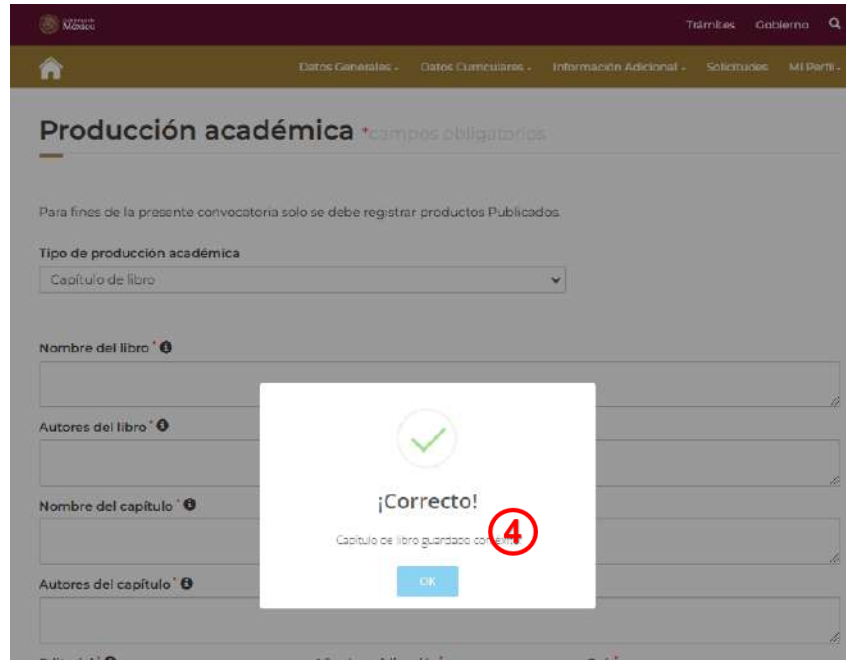 México
Trámites Gobierno
Datos Generales Datos Curriculares Información Adicional Solicitudes Mi Perfil
Producción académica *campos obligatorios
Para fines de la presente convocatoria solo se debe registrar productos Publicados.
Tipo de producción académica
Capítulo de libro
Nombre del libro *
Autores del libro *
Nombre del capítulo *
Autores del capítulo *
¡Correcto!
Capítulo de libro guardado con
4
OK